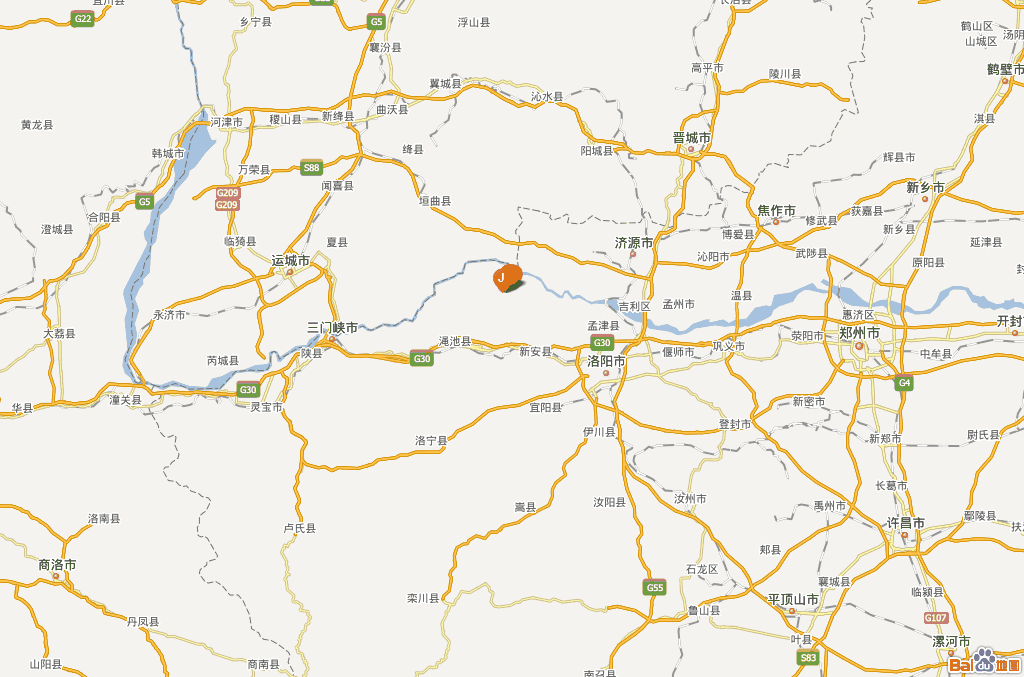 宜川县
G22
乡宁县
G5
浮山县
长治县
鹤山区
山城区
襄汾县
高平市
陵川县
鹤壁市
翼城县
沁水县
曲沃县
淇县
黄龙县
河津市
稷山县
新绛县
晋城市
韩城市
绛县
阳城县
辉县市
万荣县
S88
闻喜县
新乡市
G209
G209
G5
垣曲县
焦作市
获嘉县
修武县
合阳县
澄城县
临猗县
夏县
济源市
博爱县
新乡县
延津县
沁阳市
武陟县
原阳县
运城市
J
温县
吉利区
孟州市
永济市
三门峡市
孟津县
惠济区
大荔县
渑池县
G30
荥阳市
郑州市
陕县
G30
新安县
洛阳市
偃师市
巩义市
中牟县
芮城县
G30
G4
华县
潼关县
灵宝市
宜阳县
新密市
洛宁县
伊川县
登封市
新郑市
尉氏县
嵩县
汝阳县
汝州市
长葛市
禹州市
洛南县
卢氏县
许昌市
鄢陵县
商洛市
郏县
石龙区
襄城县
G55
栾川县
平顶山市
临颍县
鲁山县
G107
丹凤县
叶县
漯河市
S83
山阳县
商南县
南召县
Bai du 地图